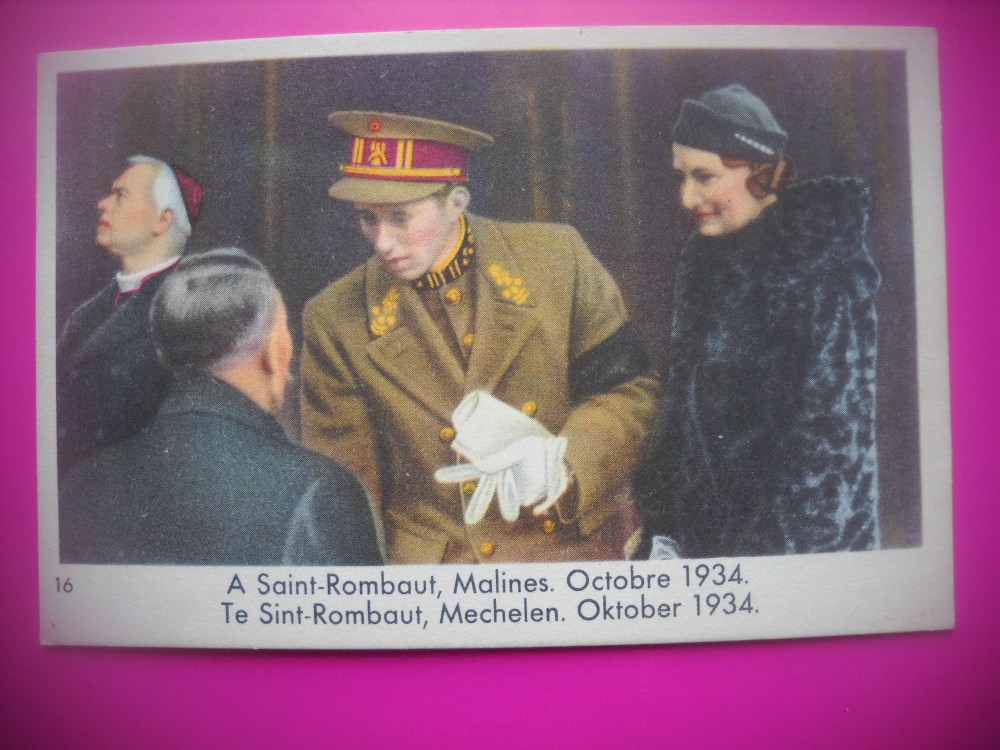 16
A Saint-Rombaut, Malines. Octobre 1934.
Te Sint-Rombaut, Mechelen. Oktober 1934.